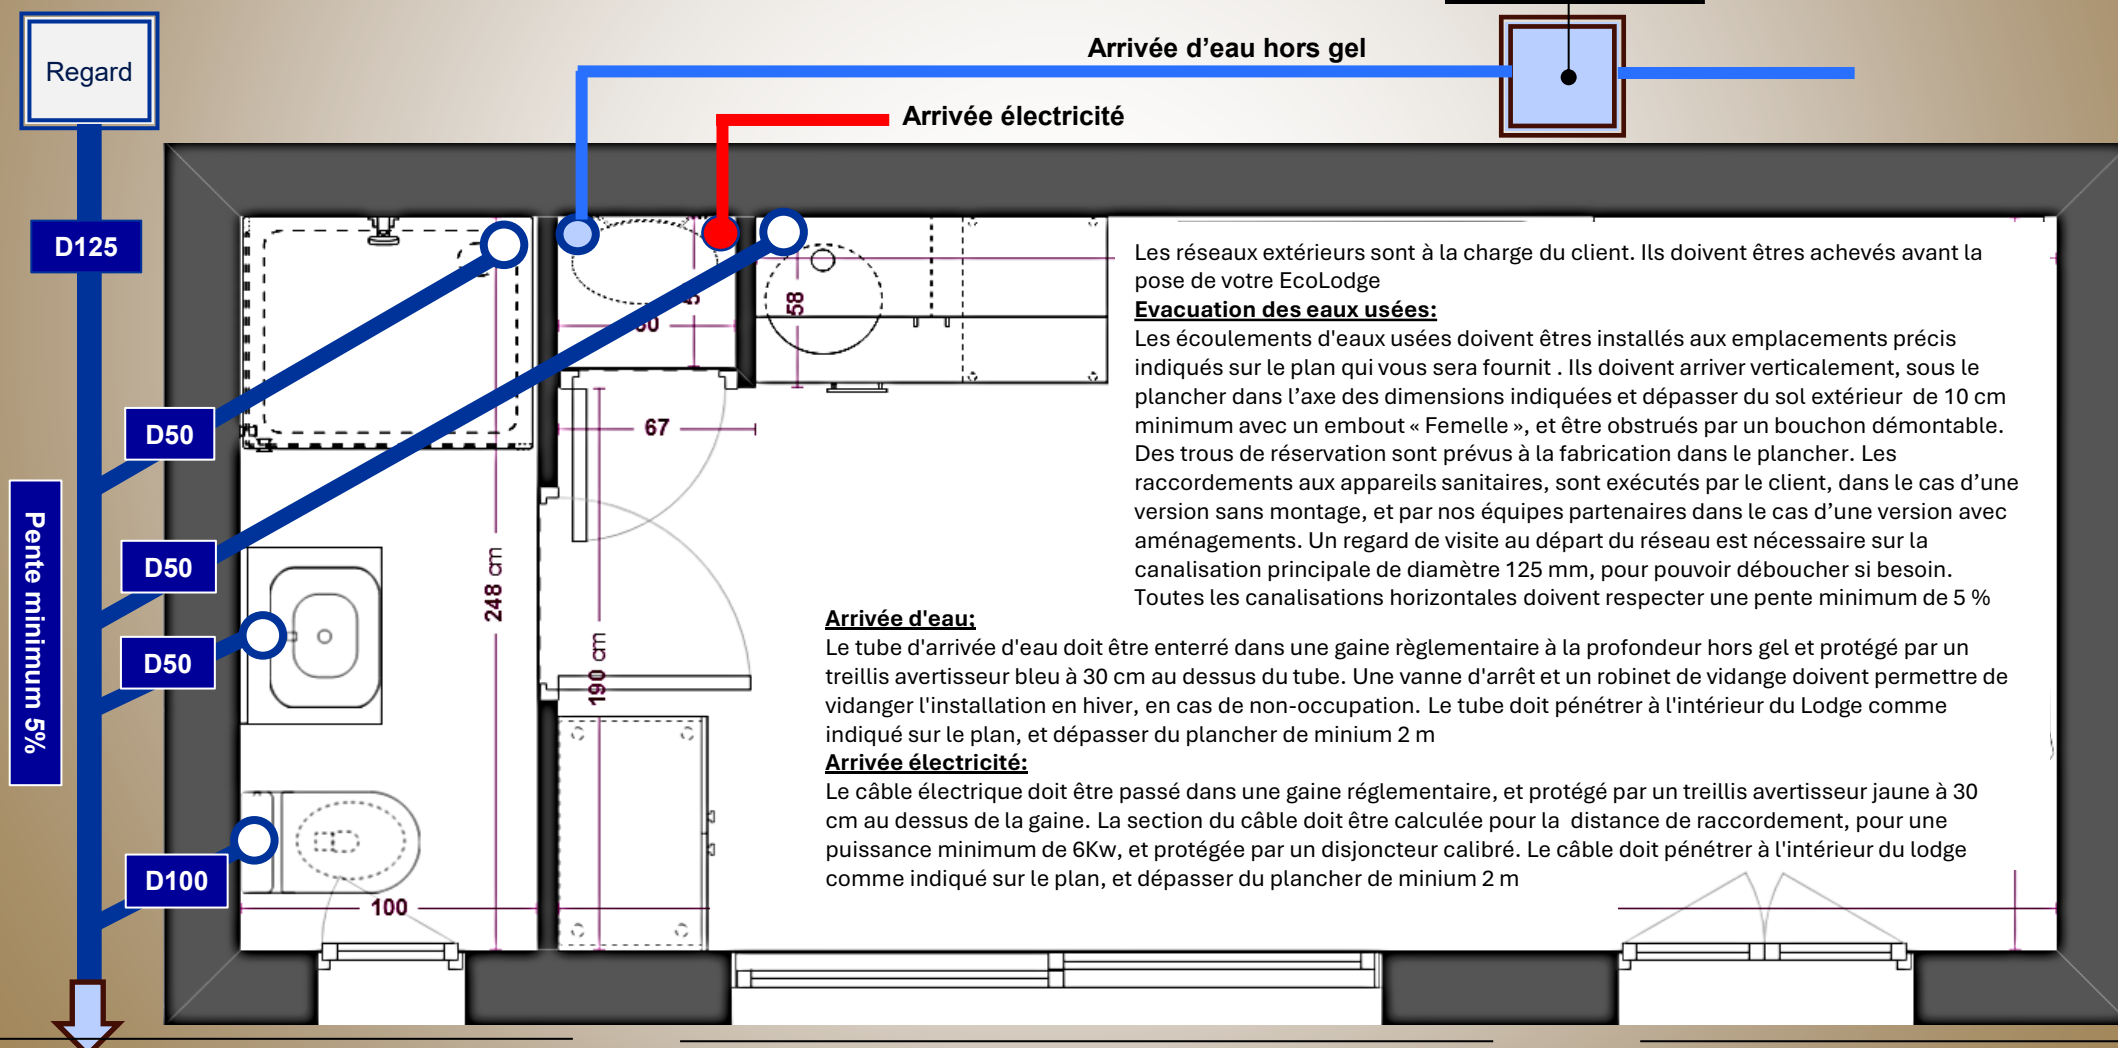 Regard
Arrivée d’eau hors gel
Arrivée électricité
D125
Les réseaux extérieurs sont à la charge du client. Ils doivent êtres achevés avant la
pose de votre EcoLodge
Evacuation des eaux usées:
Les écoulements d'eaux usées doivent êtres installés aux emplacements précis
indiqués sur le plan qui vous sera fournit . Ils doivent arriver verticalement, sous le
plancher dans l’axe des dimensions indiquées et dépasser du sol extérieur  de 10 cm
minimum avec un embout « Femelle », et être obstrués par un bouchon démontable.
Des trous de réservation sont prévus à la fabrication dans le plancher. Les
raccordements aux appareils sanitaires, sont exécutés par le client, dans le cas d’une
version sans montage, et par nos équipes partenaires dans le cas d’une version avec
aménagements. Un regard de visite au départ du réseau est nécessaire sur la
canalisation principale de diamètre 125 mm, pour pouvoir déboucher si besoin.
Toutes les canalisations horizontales doivent respecter une pente minimum de 5 %
58
67
D50
D50
D50
D100
Pente minimum 5%
248 cm
190 cm
100
Arrivée d'eau;
Le tube d'arrivée d'eau doit être enterré dans une gaine règlementaire à la profondeur hors gel et protégé par un
treillis avertisseur bleu à 30 cm au dessus du tube. Une vanne d'arrêt et un robinet de vidange doivent permettre de
vidanger l'installation en hiver, en cas de non-occupation. Le tube doit pénétrer à l'intérieur du Lodge comme
indiqué sur le plan, et dépasser du plancher de minium 2 m
Arrivée électricité:
Le câble électrique doit être passé dans une gaine réglementaire, et protégé par un treillis avertisseur jaune à 30
cm au dessus de la gaine. La section du câble doit être calculée pour la  distance de raccordement, pour une
puissance minimum de 6Kw, et protégée par un disjoncteur calibré. Le câble doit pénétrer à l'intérieur du lodge
comme indiqué sur le plan, et dépasser du plancher de minium 2 m